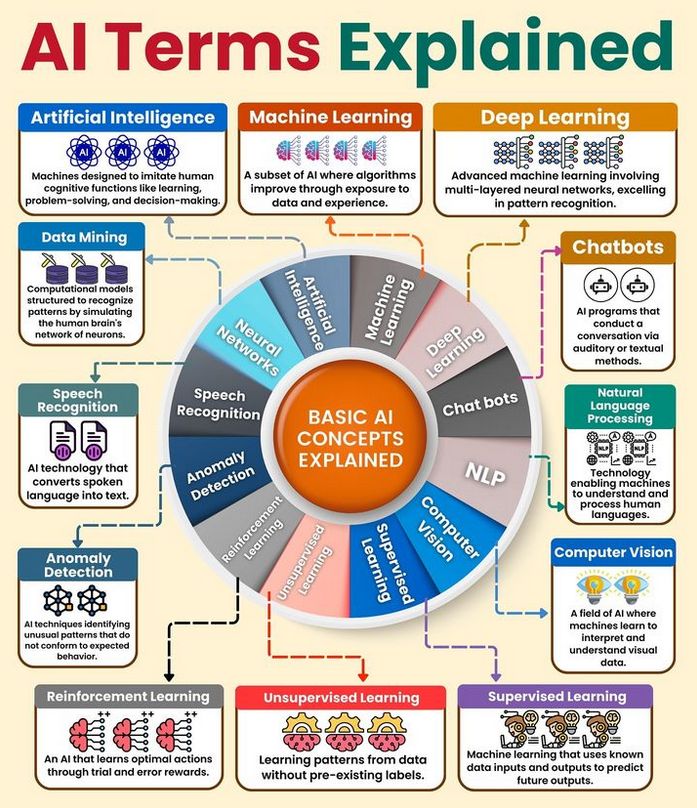 AI Terms Explained
Artificial Intelligence
AI AI AI
Machines designed to imitate human
cognitive functions like learning,
problem-solving, and decision-making.
Machine Learning
A subset of AI where algorithms
improve through exposure to
data and experience.
Deep Learning
Advanced machine learning involving
multi-layered neural networks, excelling
in pattern recognition.
Data Mining
Computational models
structured to recognize
patterns by simulating
the human brain's
network of neurons.
Chatbots
AI programs that
conduct a
conversation via
auditory or textual
methods.
Speech
Recognition
AI technology that
converts spoken
language into text.
Natural
Language
Processing
A A
NLP NLP
Technology
enabling machines
to understand and
process human
languages.
Anomaly
Detection
AI techniques identifying
unusual patterns that do
not conform to expected
behavior.
Computer Vision
A field of AI where
machines learn to
interpret and
understand visual
data.
Artificial
Intelligence
Machine
Learning
Deep
Learning
Chat bots
NLP
Computer
Vision
Supervised
Learning
Unsupervised
Learning
Reinforcement
Learning
Anomaly
Detection
Speech
Recognition
Neural
Networks
BASIC AI
CONCEPTS
EXPLAINED
Reinforcement Learning
An AI that learns optimal actions
through trial and error rewards.
Unsupervised Learning
Learning patterns from data
without pre-existing labels.
Supervised Learning
Machine learning that uses known
data inputs and outputs to predict
future outputs.